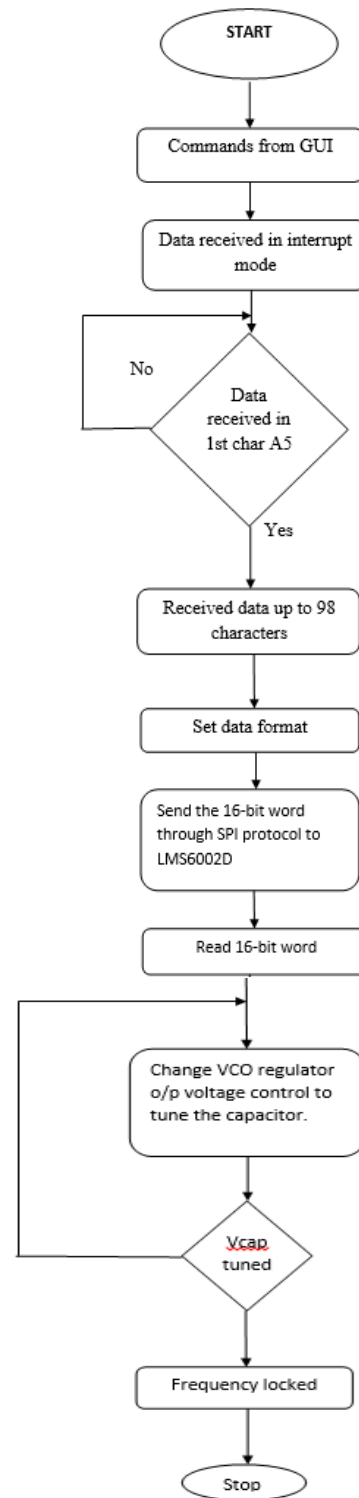 START
Commands from GUI
Data received in interrupt
mode
No
Data
received in
1st char A5
Yes
Received data up to 98
characters
Set data format
Send the 16-bit word
through SPI protocol to
LMS6002D
Read 16-bit word
Change VCO regulator
o/p voltage control to
tune the capacitor.
Vcap
tuned
Frequency locked
Stop